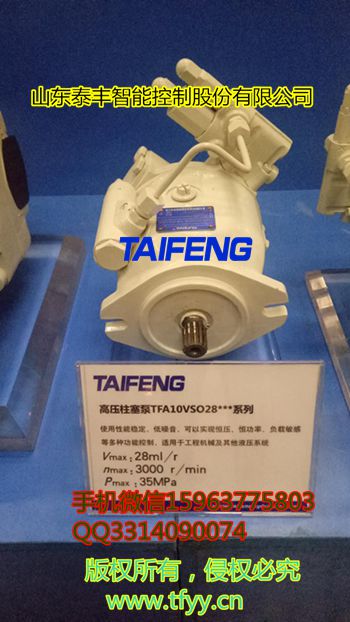 山东泰丰智能控制股份有限公司
TAIFENG
TAIFENG
高压柱塞泵TFA10VSO28***系列
使用性能稳定、低噪音、可以实现恒压、恒功率、负载敏感
等多种功能控制、适用于工程机械及其他液压系统
Vmax: 28ml/r
nmax: 3000 r/min
Pmax: 35MPa
手机微信15963775803
QQ3314090074
版权所有，侵权必究
www.tfyy.cn